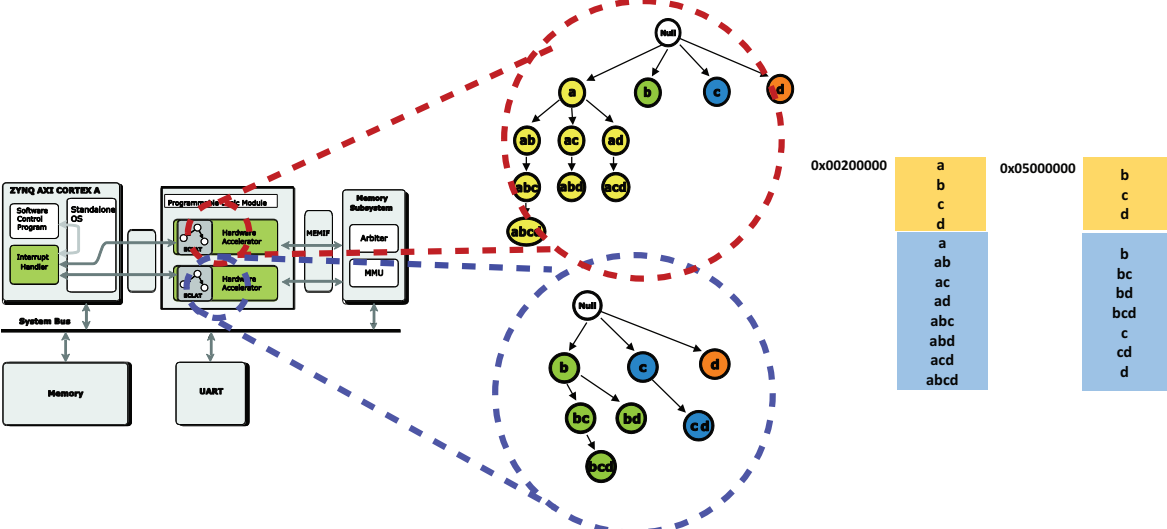 ZYNQ AXI CORTEX A
Software
Control
Program
Standalone
OS
Interrupt
Handler
Programmable Logic Module
ECLAT
Hardware
Accelerator
ECLAT
Hardware
Accelerator
MEMIF
Memory
Subsystem
Arbiter
MMU
System Bus
Memory
UART
Null
a
b
c
d
ab
ac
ad
abc
abd
acd
abcd
Null
b
c
d
bc
bd
cd
bcd
0x00200000
a
b
c
d
a
ab
ac
ad
abc
abd
acd
abcd
0x05000000
b
c
d
b
bc
bd
bcd
c
cd
d